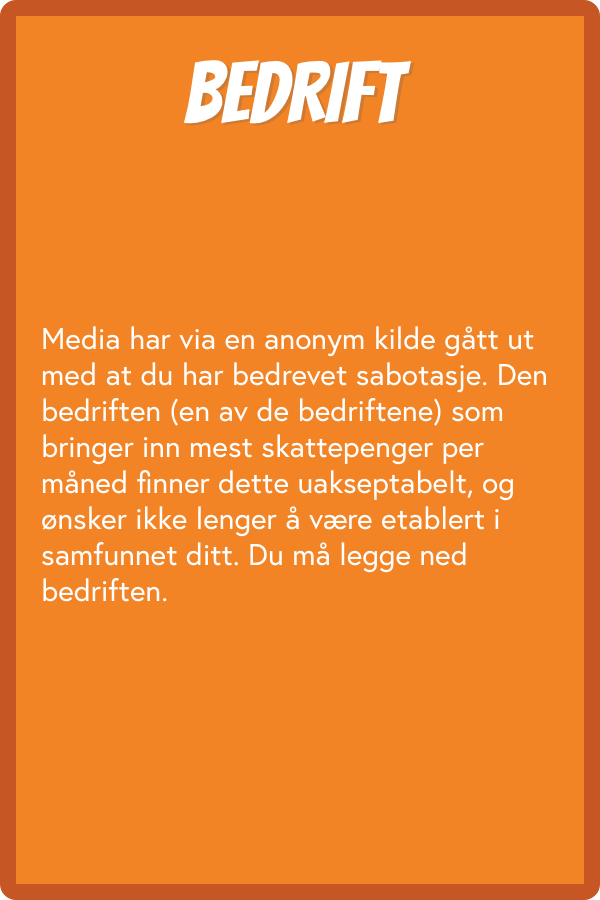 BEDRIFT
Media har via en anonym kilde gått ut
med at du har bedrevet sabotasje. Den
bedriften (en av de bedriftene) som
bringer inn mest skattepenger per
måned finner dette uakseptabelt, og
ønsker ikke lenger å være etablert i
samfunnet ditt. Du må legge ned
bedriften.